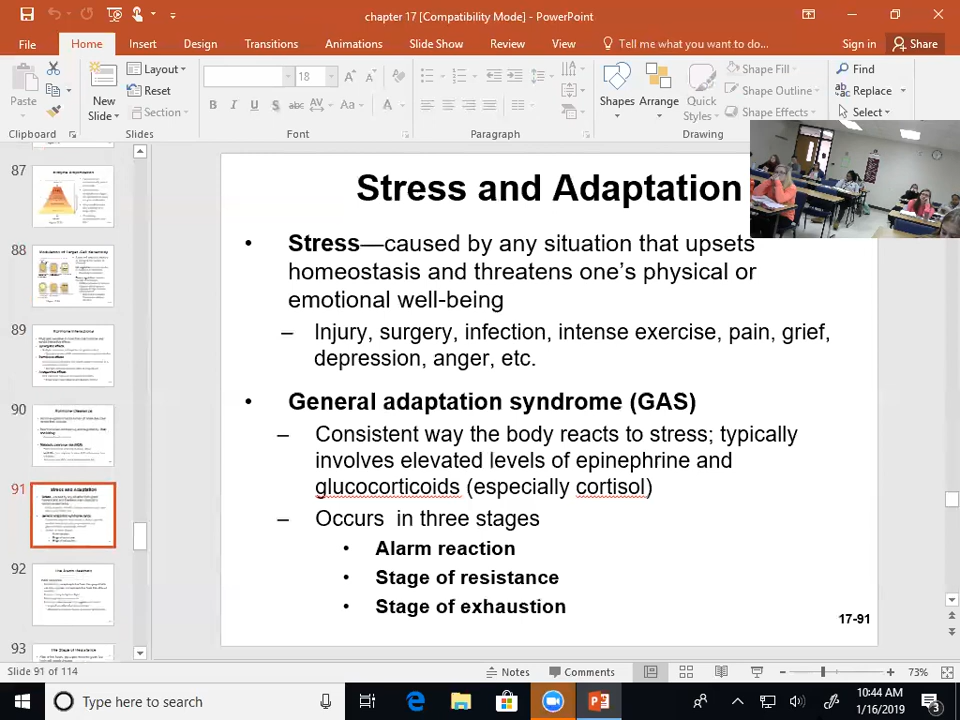 chapter 17 [Compatibility Mode] - PowerPoint
File Home Insert Design Transitions Animations Slide Show Review View Tell me what you want to do... Sign in Share
Paste
New
Slide
Layout
Reset
Section
18
B I U S abc AV Aa A
Shapes
Arrange
Quick
Styles
Shape Fill
Shape Outline
Shape Effects
Find
Replace
Select
Clipboard Slides Font Paragraph Drawing
87
88
89
90
91
92
93
Stress and Adaptation
• Stress—caused by any situation that upsets
homeostasis and threatens one's physical or
emotional well-being
– Injury, surgery, infection, intense exercise, pain, grief,
depression, anger, etc.
• General adaptation syndrome (GAS)
– Consistent way the body reacts to stress; typically
involves elevated levels of epinephrine and
glucocorticoids (especially cortisol)
– Occurs in three stages
• Alarm reaction
• Stage of resistance
• Stage of exhaustion
17-91
Slide 91 of 114
Notes
Comments
73%
Type here to search
10:44 AM
1/16/2019
3